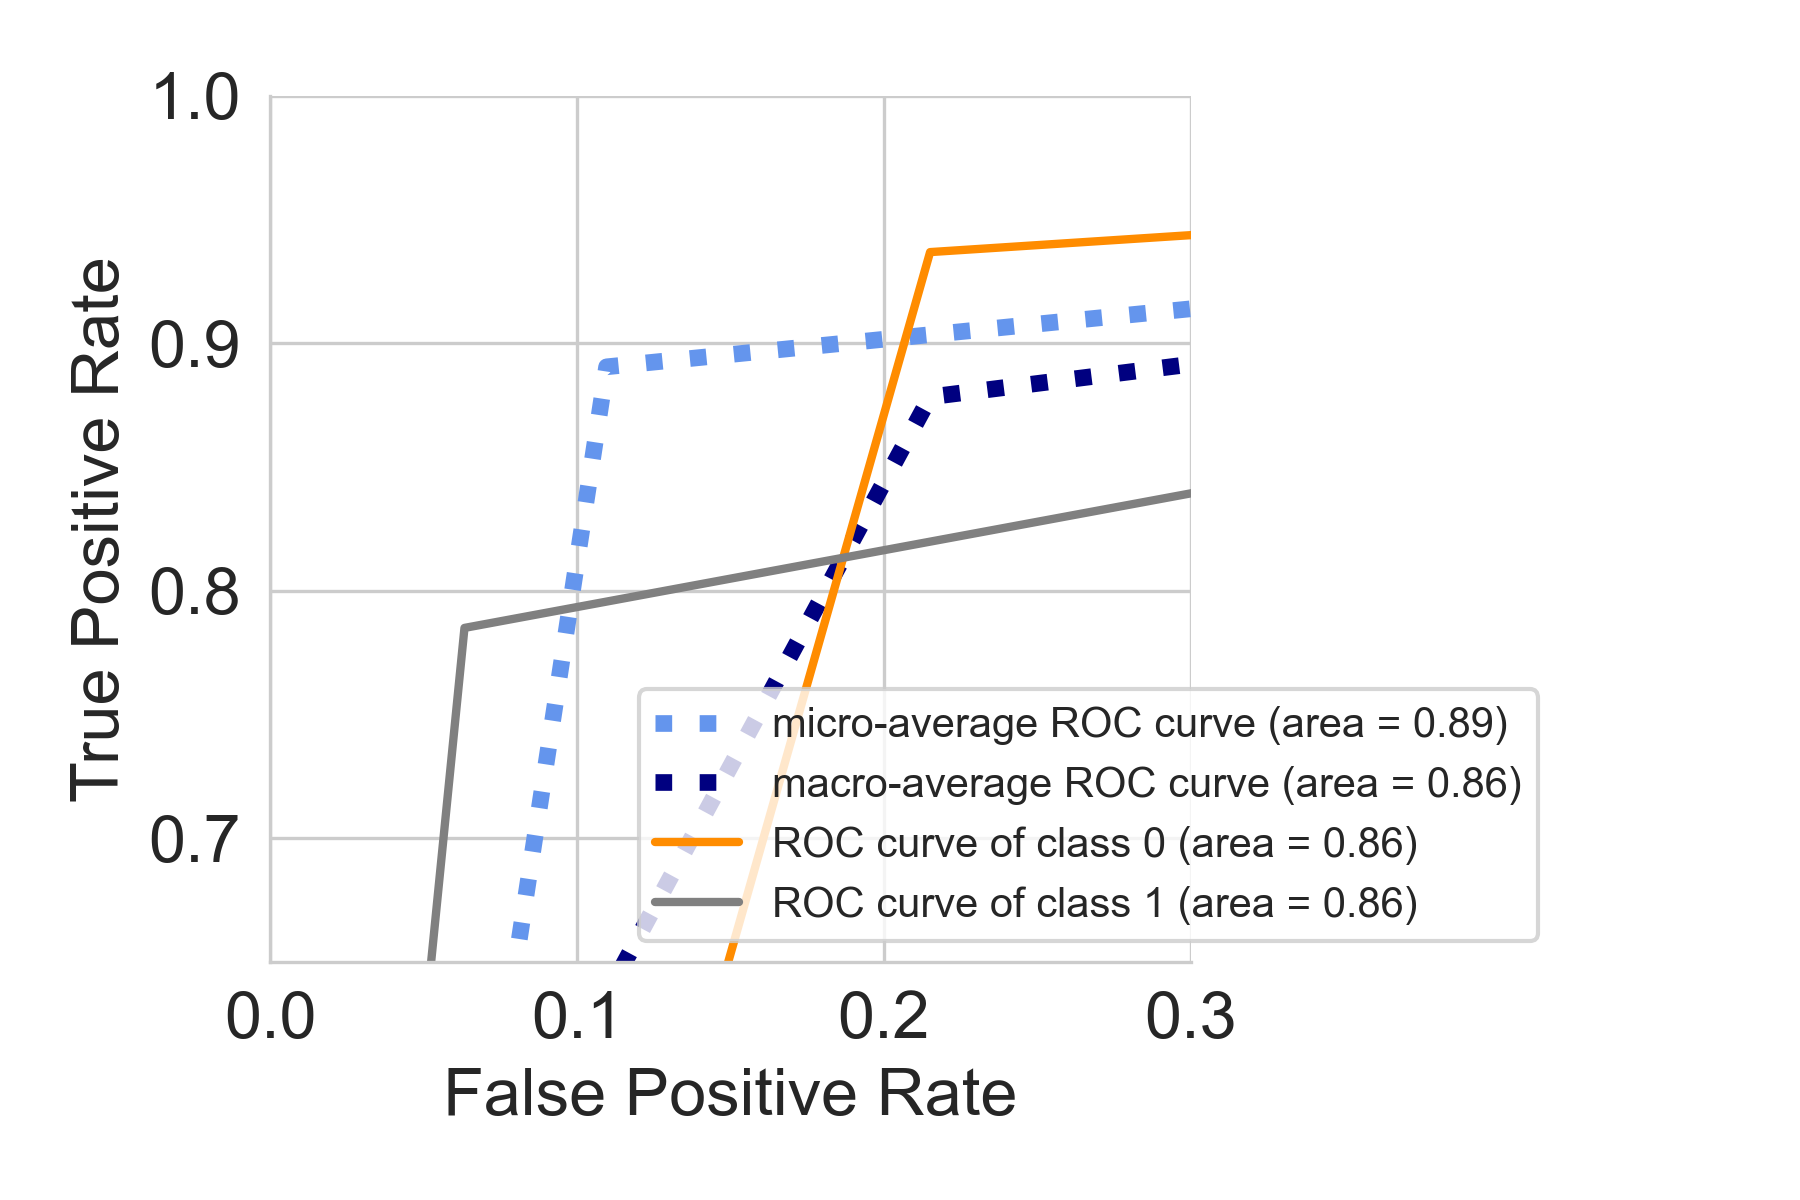 1.0
0.9
0.8
0.7
True Positive Rate
micro-average ROC curve (area = 0.89)
macro-average ROC curve (area = 0.86)
ROC curve of class 0 (area = 0.86)
ROC curve of class 1 (area = 0.86)
0.0 0.1 0.2 0.3
False Positive Rate